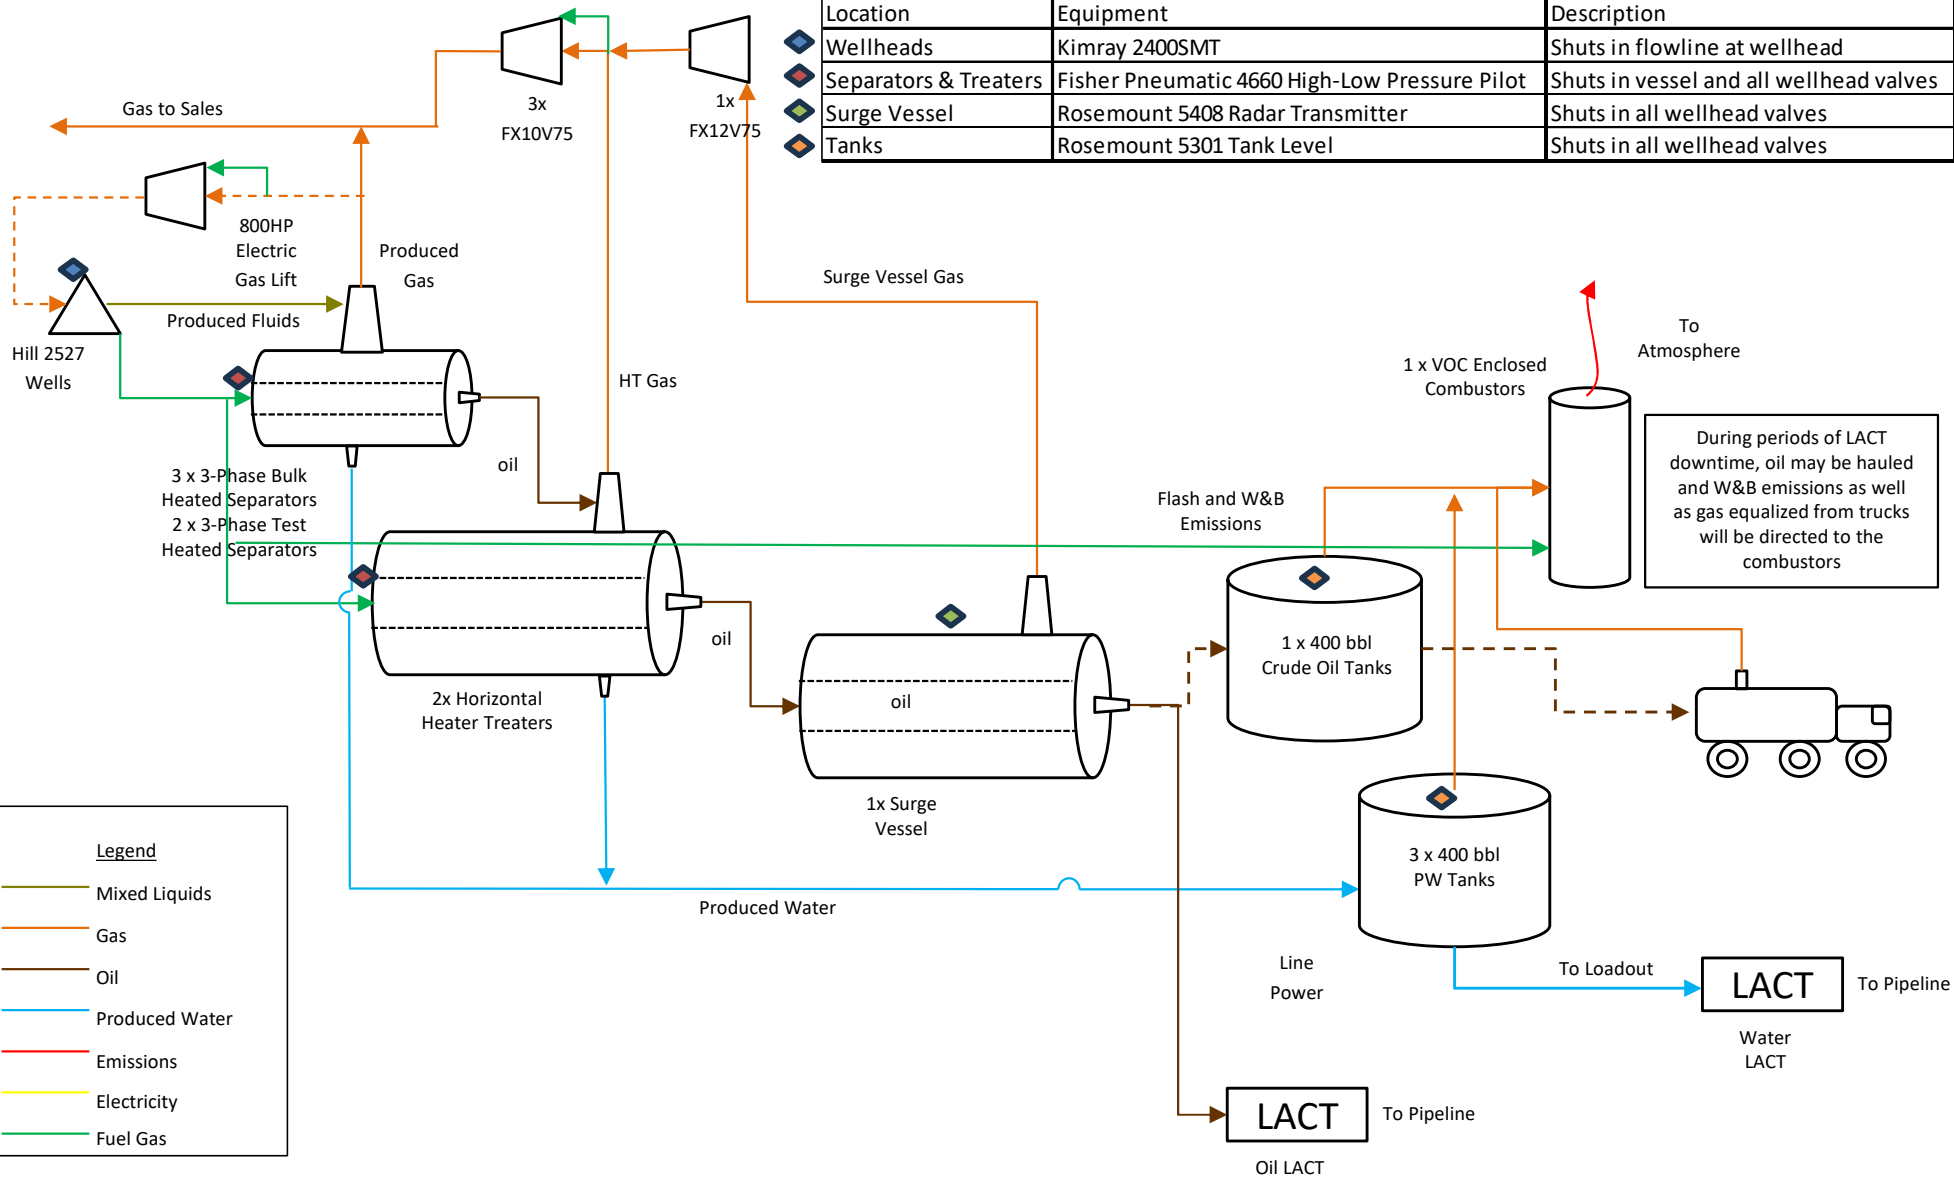 Location Equipment Description
Wellheads Kimray 2400SMT Shuts in flowline at wellhead
Separators & Treaters Fisher Pneumatic 4660 High-Low Pressure Pilot Shuts in vessel and all wellhead valves
Surge Vessel Rosemount 5408 Radar Transmitter Shuts in all wellhead valves
Tanks Rosemount 5301 Tank Level Shuts in all wellhead valves
3x
FX10V75
1x
FX12V75
Gas to Sales
800HP
Electric
Gas Lift
Produced
Gas
Surge Vessel Gas
Produced Fluids
Hill 2527
Wells
HT Gas
To
Atmosphere
1 x VOC Enclosed
Combustors
During periods of LACT
downtime, oil may be hauled
and W&B emissions as well
as gas equalized from trucks
will be directed to the
combustors
oil
3 x 3-Phase Bulk
Heated Separators
2 x 3-Phase Test
Heated Separators
Flash and W&B
Emissions
oil
1 x 400 bbl
Crude Oil Tanks
oil
2x Horizontal
Heater Treaters
1x Surge
Vessel
3 x 400 bbl
PW Tanks
Produced Water
Line
Power
To Loadout
LACT
To Pipeline
Water
LACT
LACT
To Pipeline
Oil LACT
Legend
Mixed Liquids
Gas
Oil
Produced Water
Emissions
Electricity
Fuel Gas